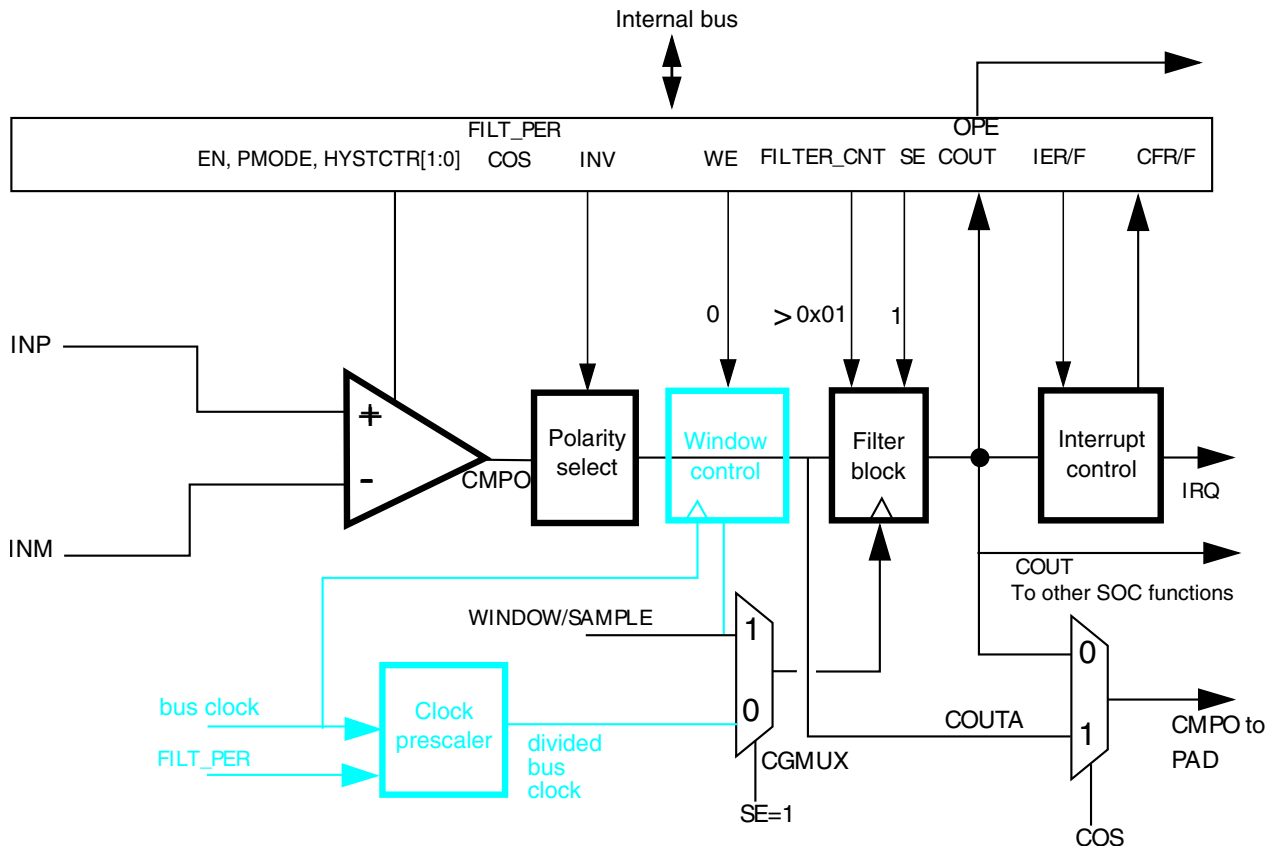 Internal bus
FILT_PER
OPE
EN, PMODE, HYSTCTR[1:0]
COS
INV
WE
FILTER_CNT
SE
COUT
IER/F
CFR/F
0
> 0x01
1
INP
+
-
INM
CMPO
Polarity
select
Window
control
Filter
block
Interrupt
control
IRQ
COUT
To other SOC functions
WINDOW/SAMPLE
1
0
CGMUX
SE=1
bus clock
FILT_PER
Clock
prescaler
divided
bus
clock
COUTA
0
1
CMPO to
PAD
COS